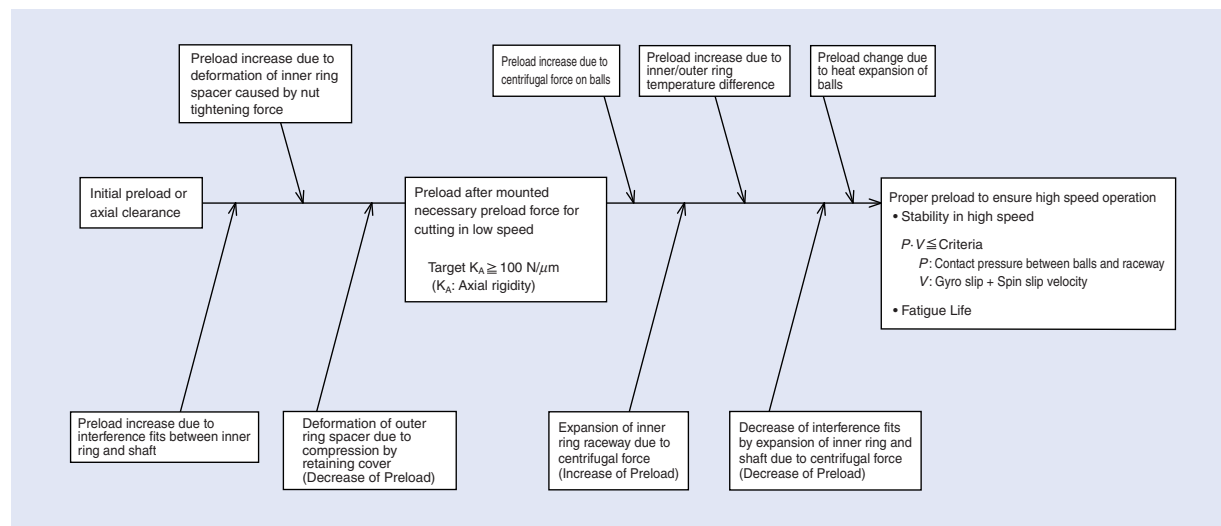 Preload increase due to
deformation of inner ring
spacer caused by nut
tightening force
Preload increase due to
centrifugal force on balls
Preload increase due to
inner/outer ring
temperature difference
Preload change due
to heat expansion of
balls
Initial preload or
axial clearance
Preload after mounted
necessary preload force for
cutting in low speed
Target KA≧100 N/μm
(KA: Axial rigidity)
Proper preload to ensure high speed operation
• Stability in high speed
P·V≦Criteria
P: Contact pressure between balls and raceway
V: Gyro slip + Spin slip velocity
• Fatigue Life
Preload increase due to
interference fits between inner
ring and shaft
Deformation of outer
ring spacer due to
compression by
retaining cover
(Decrease of Preload)
Expansion of inner
ring raceway due to
centrifugal force
(Increase of Preload)
Decrease of interference fits
by expansion of inner ring and
shaft due to centrifugal force
(Decrease of Preload)